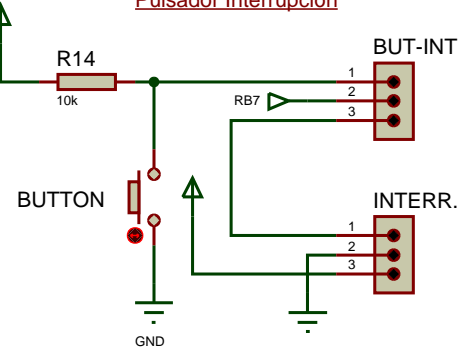 Pulsador Interrupción
R14
10k
BUT-INT
1
2
3
RB7
BUTTON
INTERR.
1
2
3
GND